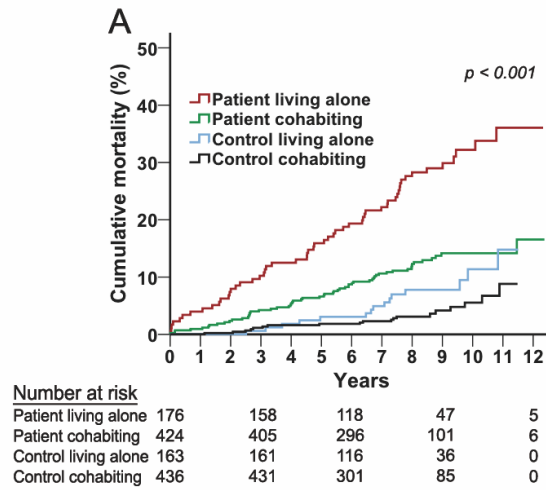 A
p < 0.001
Cumulative mortality (%)
50
40
30
20
10
0
Patient living alone
Patient cohabiting
Control living alone
Control cohabiting
0 1 2 3 4 5 6 7 8 9 10 11 12
Years
Number at risk
Patient living alone 176 158 118 47 5
Patient cohabiting 424 405 296 101 6
Control living alone 163 161 116 36 0
Control cohabiting 436 431 301 85 0